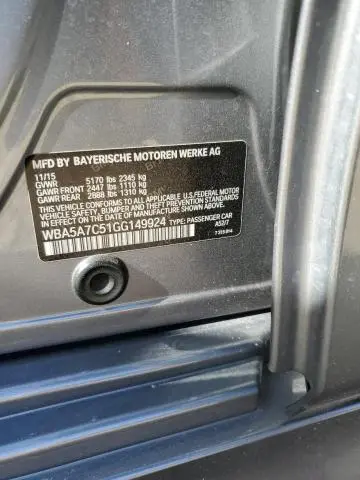 MFD BY BAYERISCHE MOTOREN WERKE AG
11/15
GVWR 5170 lbs 2345 kg
GAWR FRONT 2447 lbs 1110 kg
GAWR REAR 2888 lbs 1310 kg
THIS VEHICLE CONFORMS TO ALL APPLICABLE U.S. FEDERAL MOTOR
VEHICLE SAFETY, BUMPER, AND THEFT PREVENTION STANDARDS
IN EFFECT ON THE DATE OF MANUFACTURE SHOWN ABOVE.
WBA5A7C51GG149924 TYPE: PASSENGER CAR
A52/7